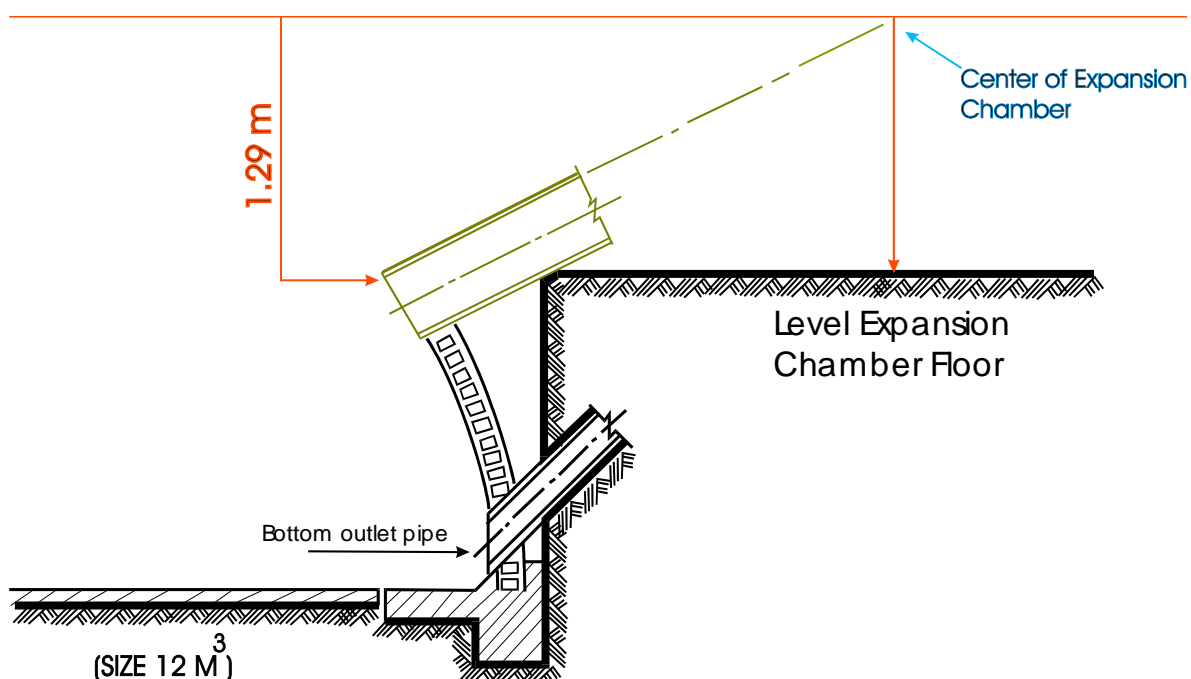 1.29 m
Center of Expansion
Chamber
Level Expansion
Chamber Floor
Bottom outlet pipe
(SIZE 12 M³)